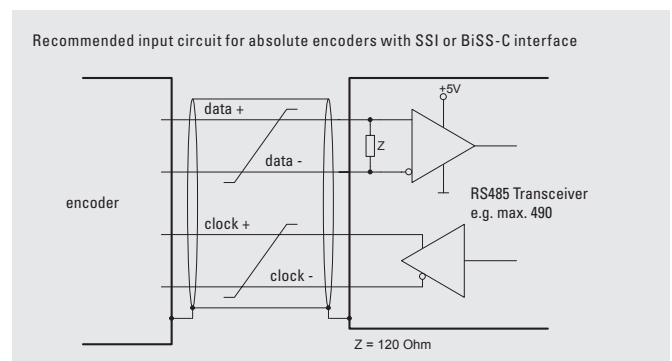 Recommended input circuit for absolute encoders with SSI or BiSS-C interface
+5V
data +
Z
data -
encoder
RS485 Transceiver
e.g. max. 490
clock +
clock -
Z = 120 Ohm